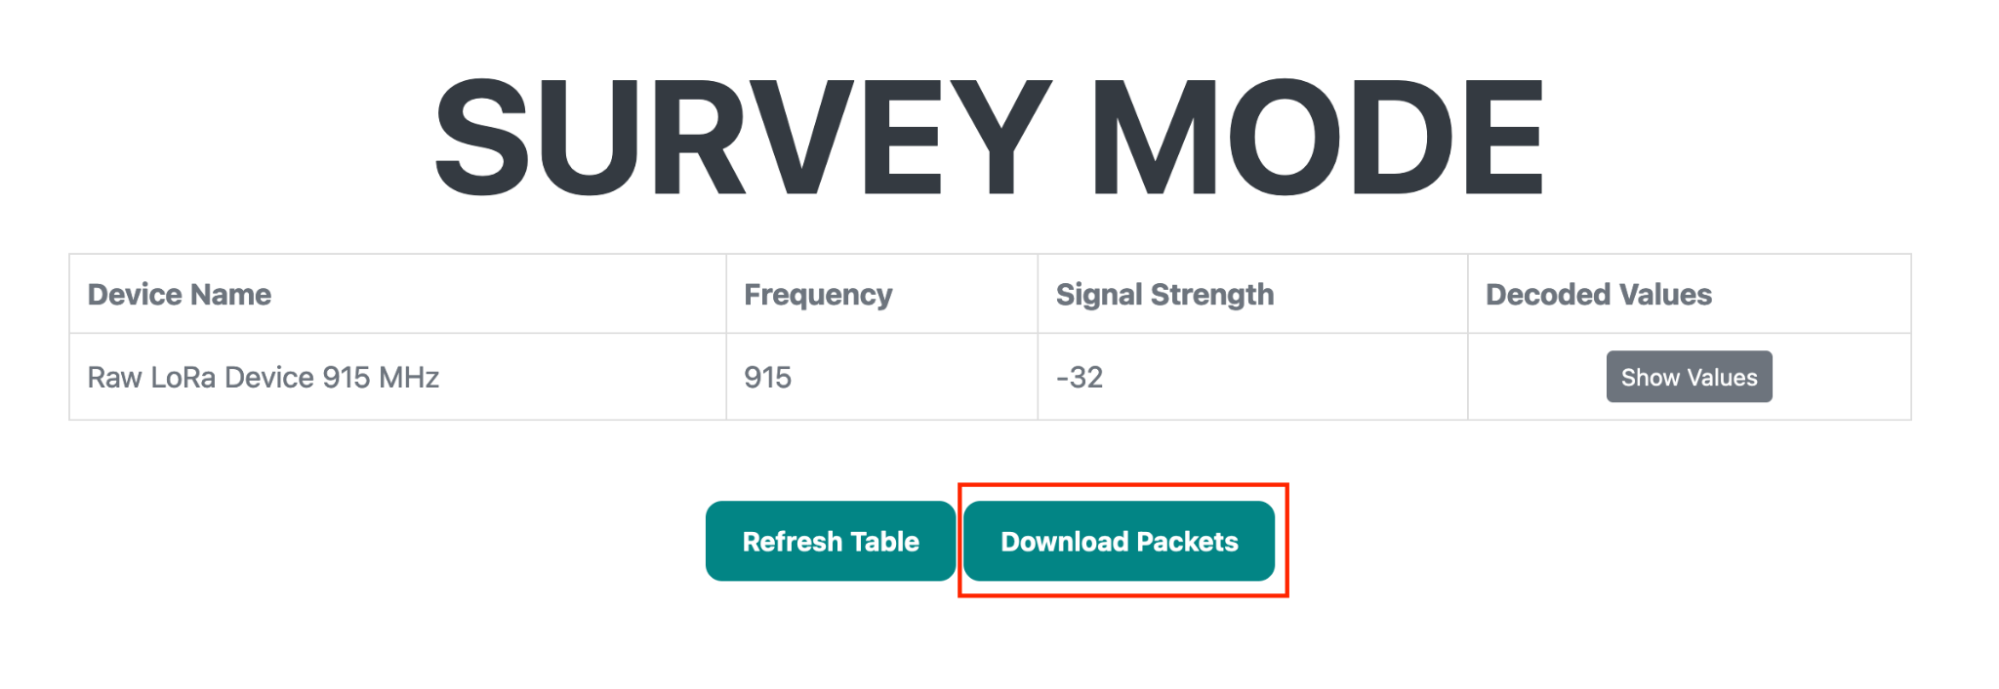 SURVEY MODE
Device Name Frequency Signal Strength Decoded Values
Raw LoRa Device 915 MHz 915 -32 Show Values
Refresh Table Download Packets